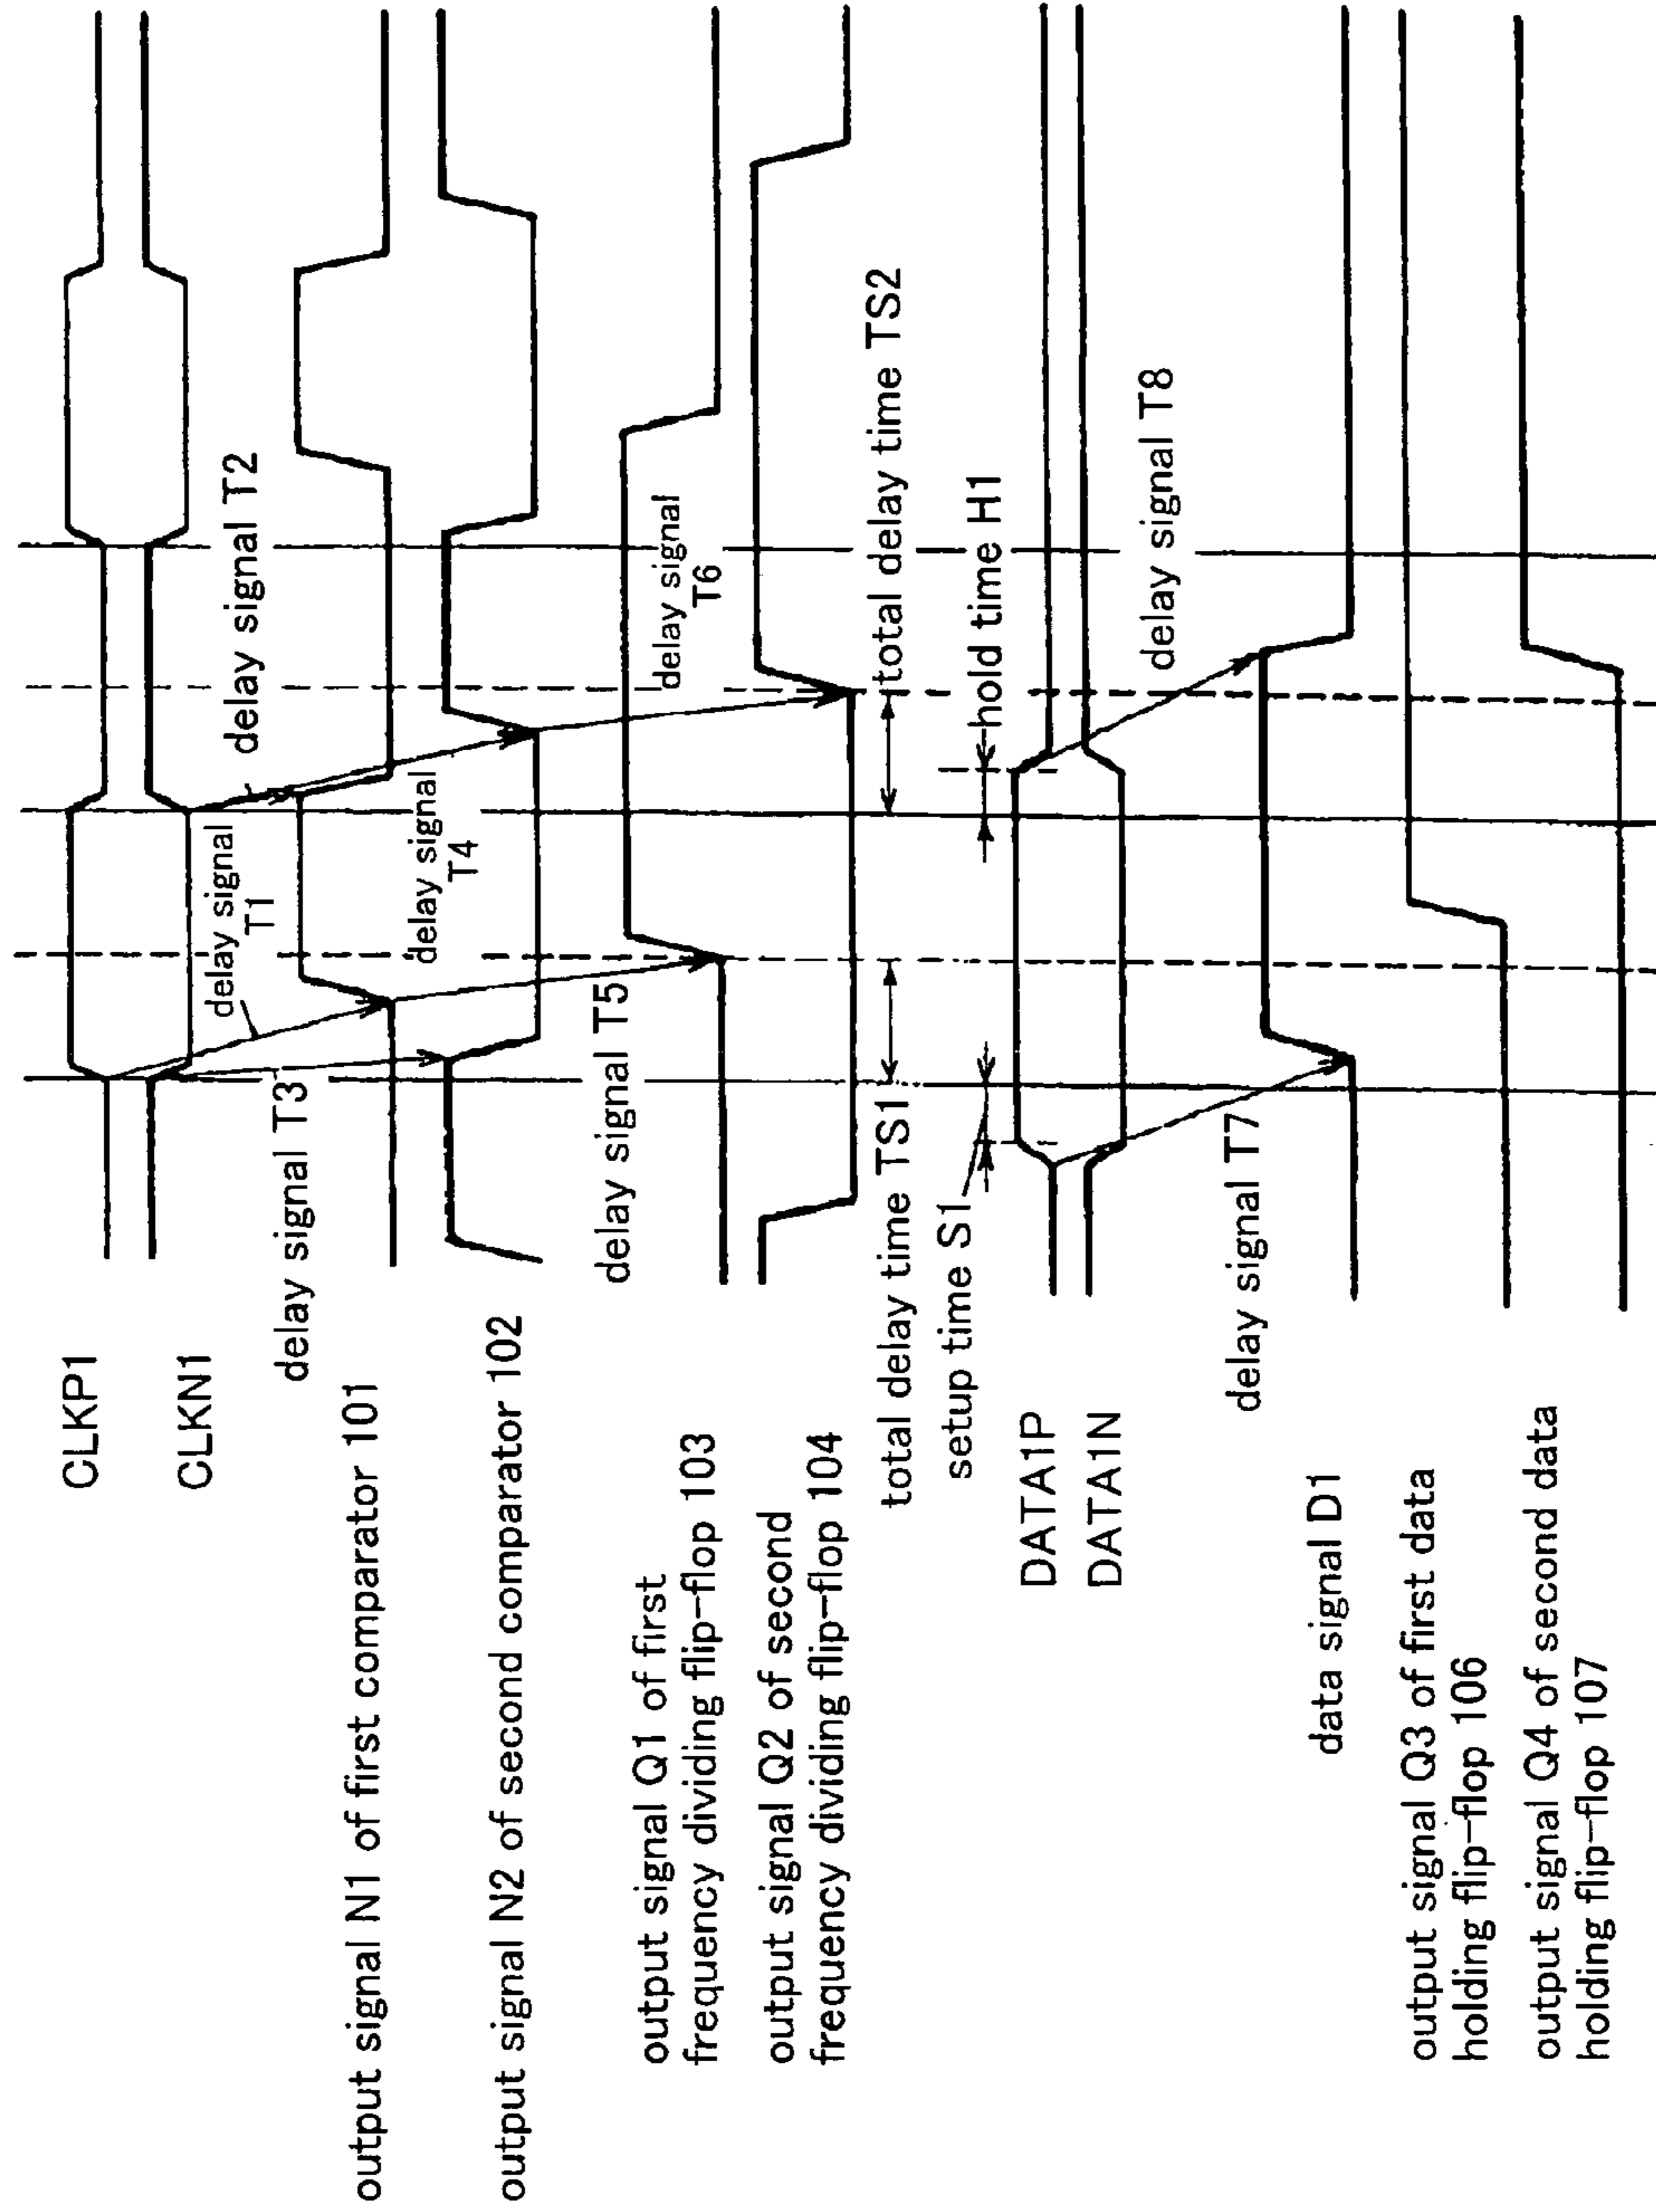 CLKP1
CLKN1
delay signal
T1
delay signal T2
delay signal T3
output signal N1 of first comparator 101
delay signal
T4
output signal N2 of second comparator 102
delay signal T5
delay signal
T6
output signal Q1 of first
frequency dividing flip-flop 103
output signal Q2 of second
frequency dividing flip-flop 104
total delay time TS1
total delay time TS2
setup time S1
hold time H1
DATA1P
DATA1N
delay signal T7
delay signal T8
data signal D1
output signal Q3 of first data
holding flip-flop 106
output signal Q4 of second data
holding flip-flop 107